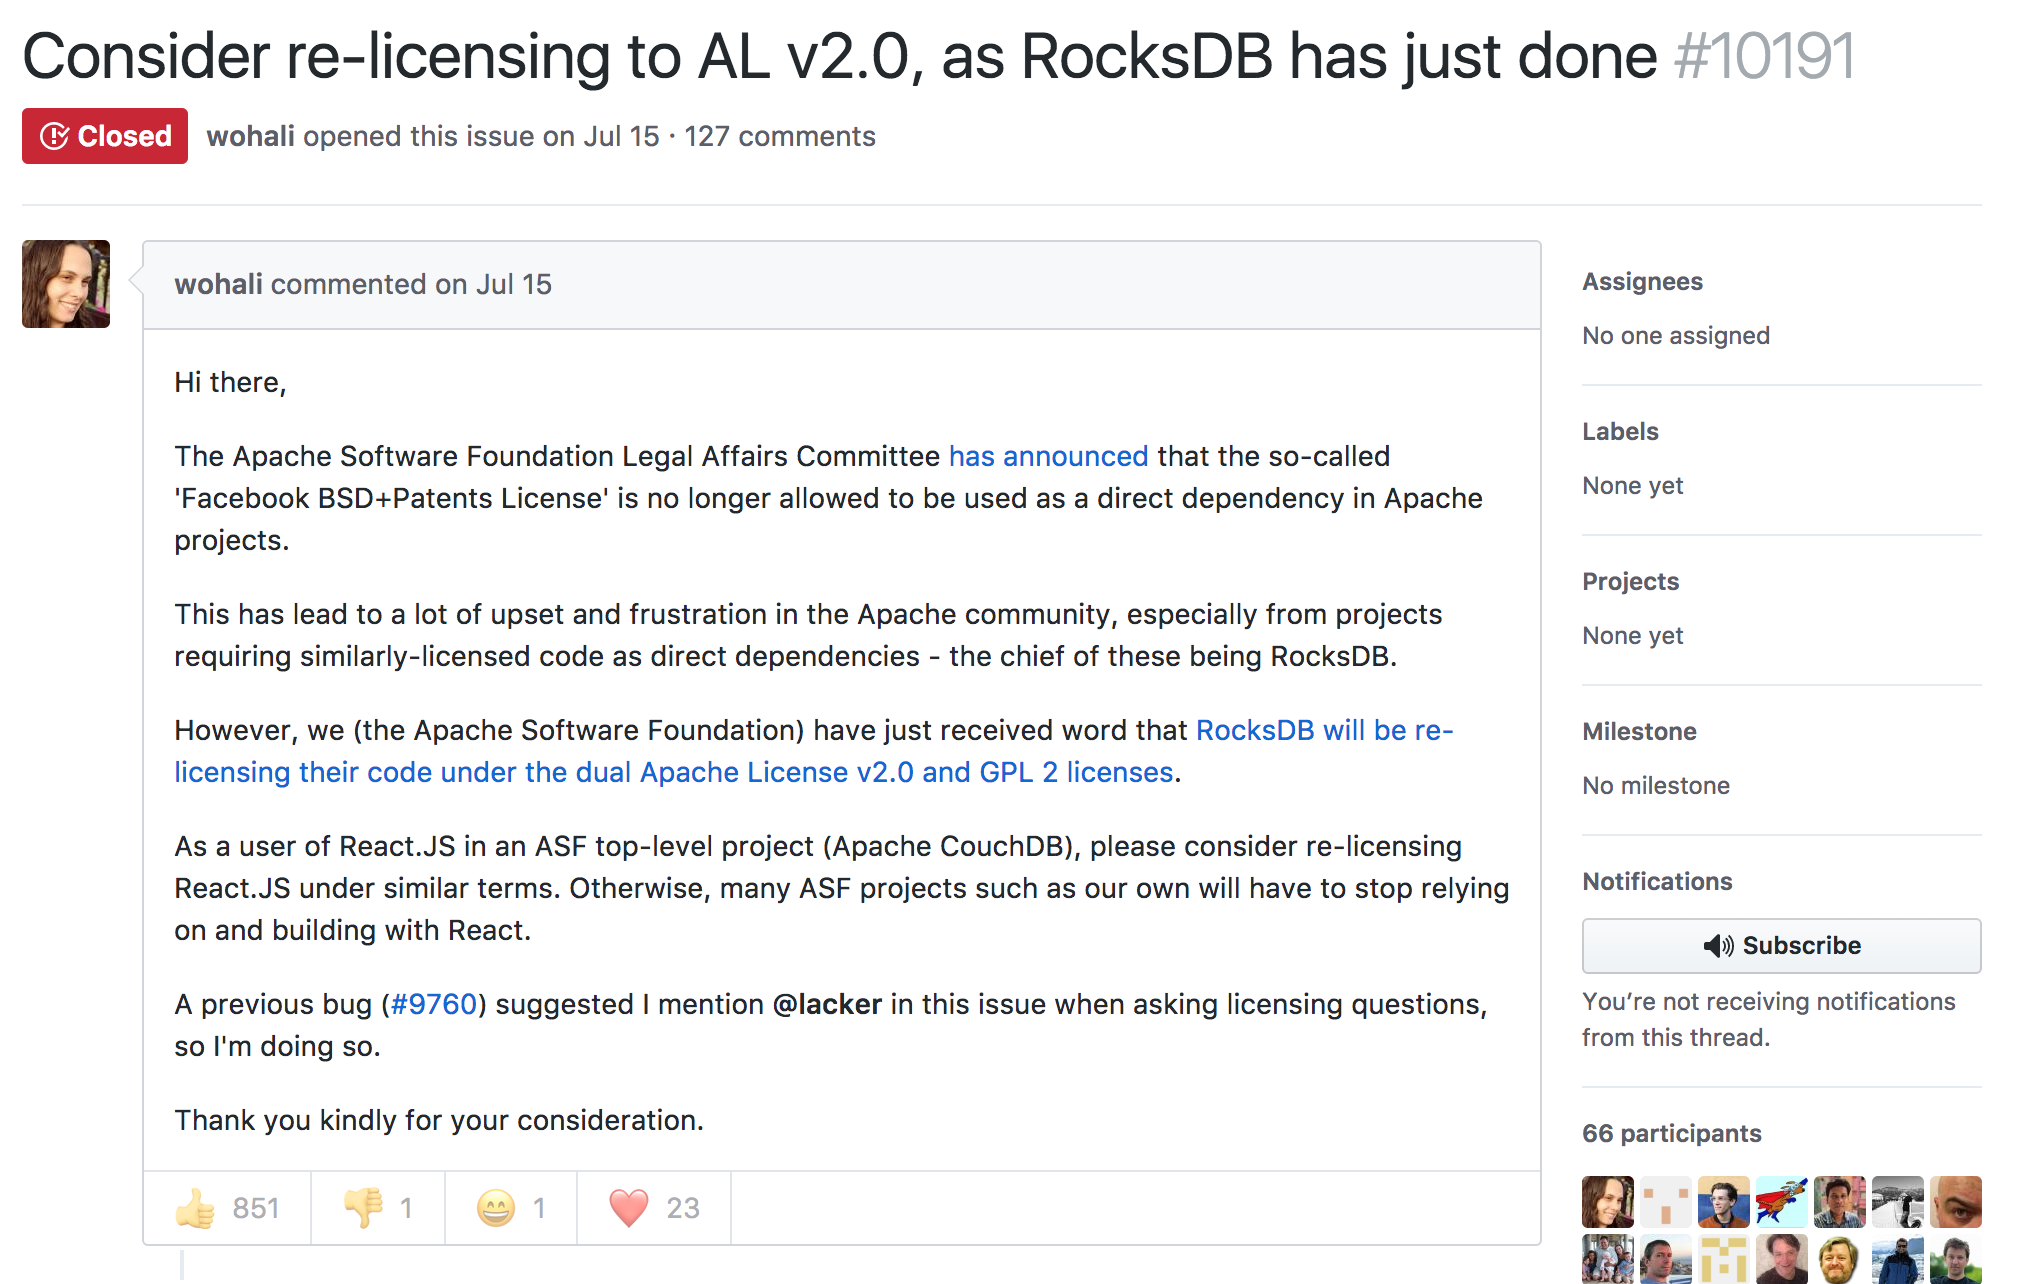 Consider re-licensing to AL v2.0, as RocksDB has just done #10191
Closed wohali opened this issue on Jul 15 · 127 comments
wohali commented on Jul 15
Hi there,
The Apache Software Foundation Legal Affairs Committee has announced that the so-called
'Facebook BSD+Patents License' is no longer allowed to be used as a direct dependency in Apache
projects.
This has lead to a lot of upset and frustration in the Apache community, especially from projects
requiring similarly-licensed code as direct dependencies - the chief of these being RocksDB.
However, we (the Apache Software Foundation) have just received word that RocksDB will be re-
licensing their code under the dual Apache License v2.0 and GPL 2 licenses.
As a user of React.JS in an ASF top-level project (Apache CouchDB), please consider re-licensing
React.JS under similar terms. Otherwise, many ASF projects such as our own will have to stop relying
on and building with React.
A previous bug (#9760) suggested I mention @lacker in this issue when asking licensing questions,
so I'm doing so.
Thank you kindly for your consideration.
851 1 1 23
Assignees
No one assigned
Labels
None yet
Projects
None yet
Milestone
No milestone
Notifications
Subscribe
You’re not receiving notifications
from this thread.
66 participants